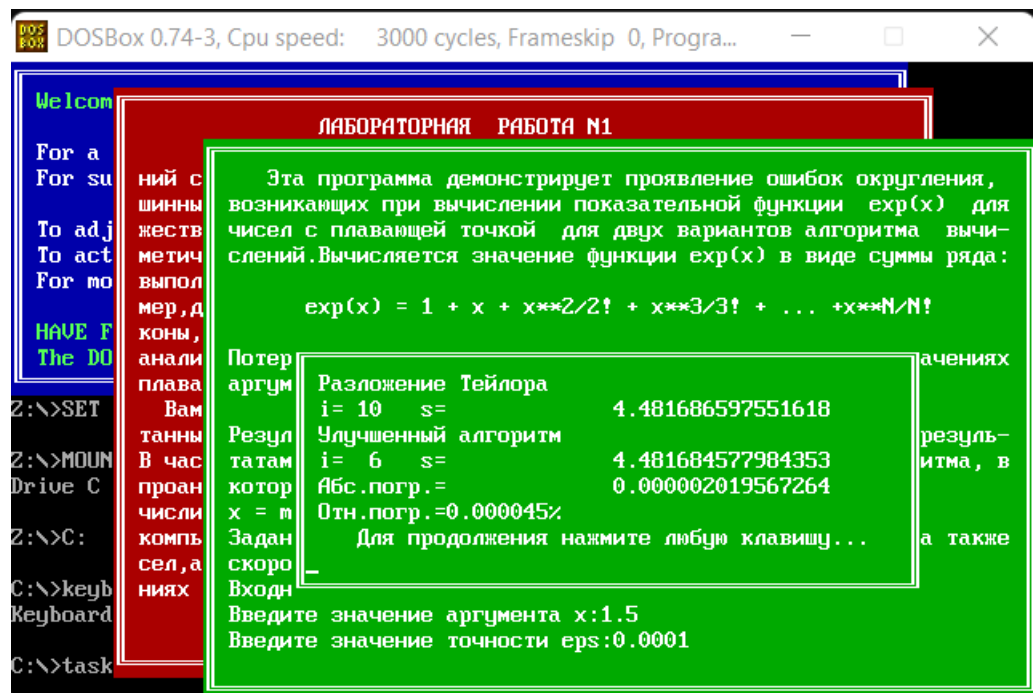 DOSBox 0.74-3, Cpu speed: 3000 cycles, Frameskip 0, Progra...
Welcom
For a
For su
To adj
To act
For mo
HAVE F
The DO
Z:\>SET
Z:\>MOUN
Drive C
Z:\>C:
C:\>keyb
Keyboard
C:\>task
ЛАБОРАТОРНАЯ РАБОТА N1
ний с
шинны
жеств
метич
выпол
мер,д
коны,
анали
плава
Вам
танны
В час
проан
числи
компь
сел,а
ниях
Эта программа демонстрирует проявление ошибок округления,
возникающих при вычислении показательной функции exp(x) для
чисел с плавающей точкой для двух вариантов алгоритма вычи-
слений.Вычисляется значение функции exp(x) в виде суммы ряда:
exp(x) = 1 + x + x**2/2! + x**3/3! + ... +x**N/N!
Потер ачениях
аргум
Резул резуль-
татам итма, в
котор
x = m
Задан а также
скоро
Входн
Введите значение аргумента x:1.5
Введите значение точности eps:0.0001
Разложение Тейлора
i= 10 s= 4.481686597551618
Улучшенный алгоритм
i= 6 s= 4.481684577984353
Абс.погр.= 0.000002019567264
Отн.погр.=0.000045%
Для продолжения нажмите любую клавишу...
_